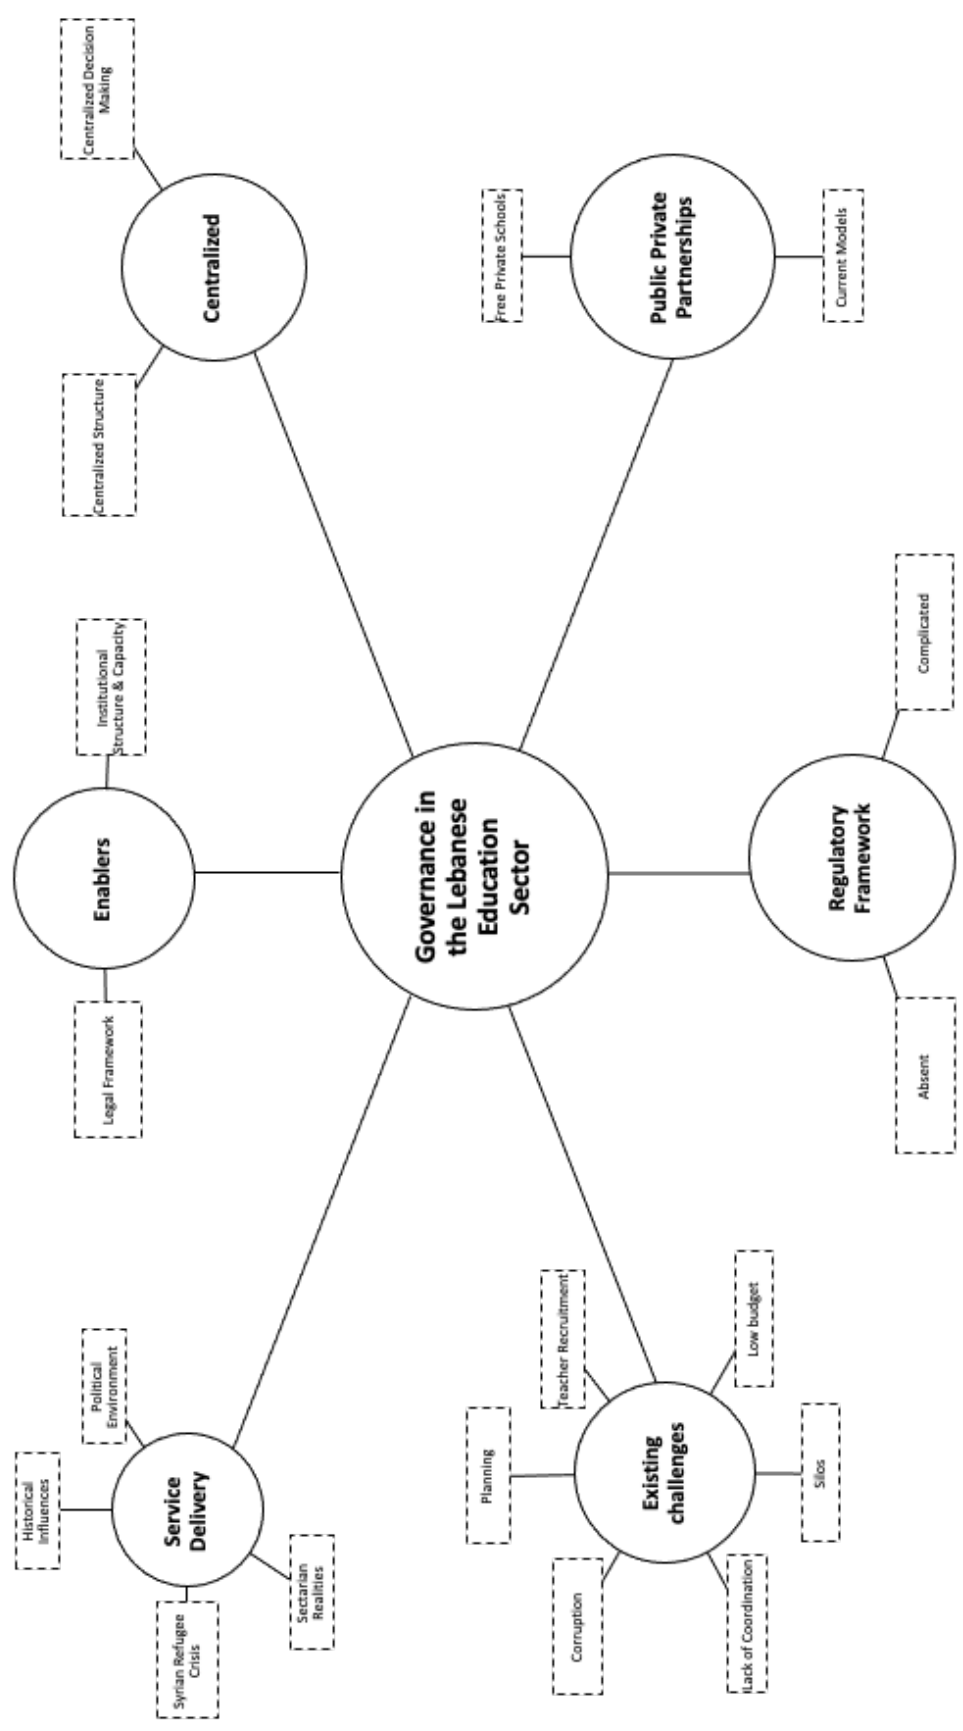 Historical
Influences
Political
Environment
Service
Delivery
Syrian Refugee
Crisis
Sectarian
Realities
Legal Framework
Enablers
Institutional
Structure & Capacity
Centralized Structure
Centralized
Centralized Decision
Making
Governance in
the Lebanese
Education
Sector
Planning
Teacher Recruitment
Corruption
Existing
challenges
Low budget
Lack of Coordination
Silos
Absent
Regulatory
Framework
Complicated
Free Private Schools
Public Private
Partnerships
Current Models